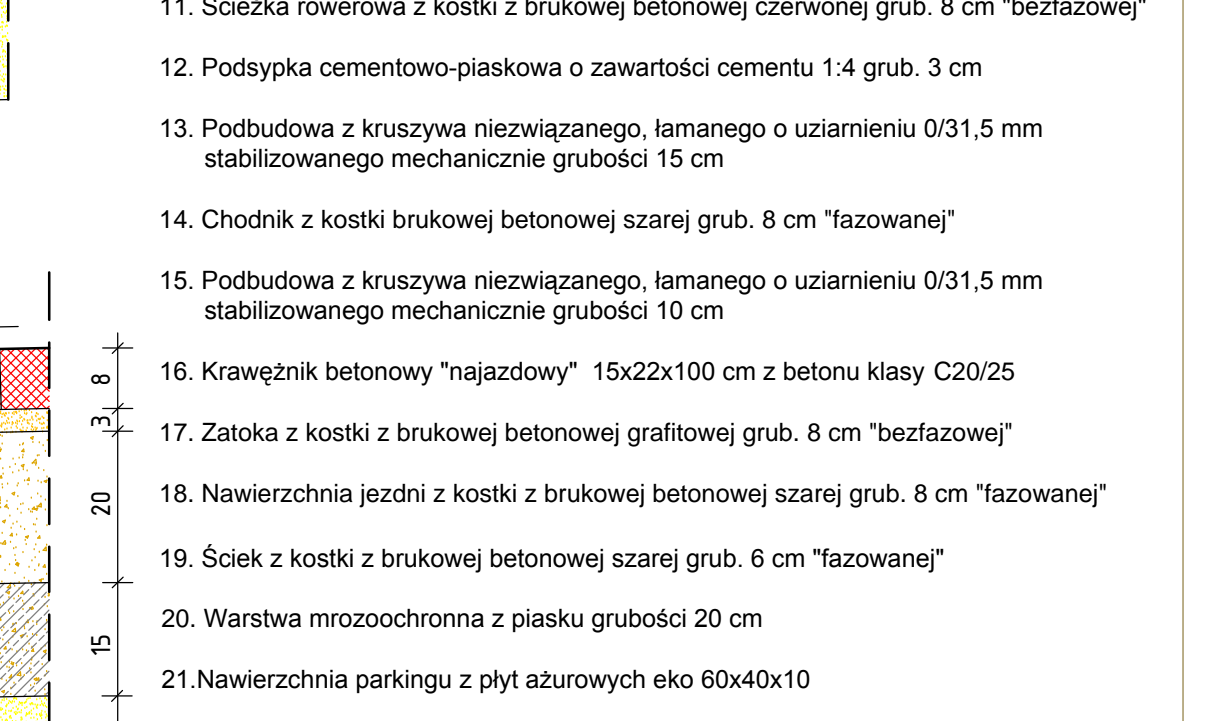 11. Ścieżka rowerowa z kostki z brukowej betonowej czerwonej grub. 8 cm "bezfazowej"
12. Podsypka cementowo-piaskowa o zawartości cementu 1:4 grub. 3 cm
13. Podbudowa z kruszywa niezwiązanego, łamanego o uziarnieniu 0/31,5 mm
stabilizowanego mechanicznie grubości 15 cm
14. Chodnik z kostki brukowej betonowej szarej grub. 8 cm "fazowanej"
15. Podbudowa z kruszywa niezwiązanego, łamanego o uziarnieniu 0/31,5 mm
stabilizowanego mechanicznie grubości 10 cm
8
16. Krawężnik betonowy "najazdowy" 15x22x100 cm z betonu klasy C20/25
3
17. Zatoka z kostki z brukowej betonowej grafitowej grub. 8 cm "bezfazowej"
20
18. Nawierzchnia jezdni z kostki z brukowej betonowej szarej grub. 8 cm "fazowanej"
19. Ściek z kostki z brukowej betonowej szarej grub. 6 cm "fazowanej"
20. Warstwa mrozoochronna z piasku grubości 20 cm
15
21.Nawierzchnia parkingu z płyt ażurowych eko 60x40x10